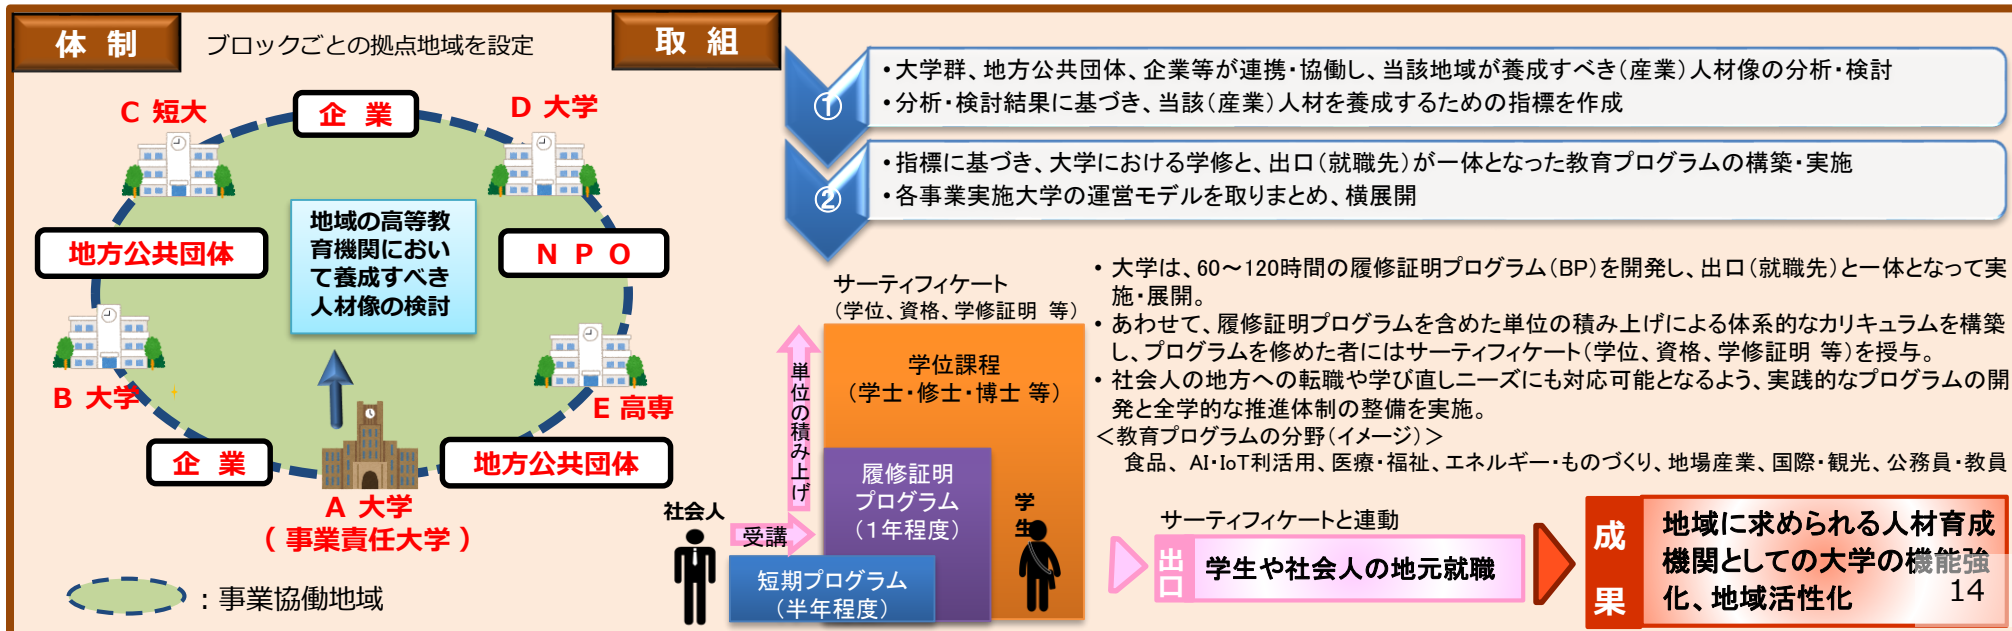 体 制
ブロックごとの拠点地域を設定
C 短大
企 業
D 大学
地方公共団体
地域の高等教
育機関におい
て養成すべき
人材像の検討
N P O
B 大学
E 高専
企 業
地方公共団体
A 大学
( 事業責任大学 )
：事業協働地域
取 組
①
・大学群、地方公共団体、企業等が連携・協働し、当該地域が養成すべき(産業)人材像の分析・検討
・分析・検討結果に基づき、当該(産業)人材を養成するための指標を作成
②
・指標に基づき、大学における学修と、出口(就職先)が一体となった教育プログラムの構築・実施
・各事業実施大学の運営モデルを取りまとめ、横展開
サーティフィケート
(学位、資格、学修証明 等)
単位の積み上げ
学位課程
(学士・修士・博士 等)
履修証明
プログラム
(1年程度)
社会人
受講
短期プログラム
(半年程度)
学
生
・大学は、60～120時間の履修証明プログラム(BP)を開発し、出口(就職先)と一体となって実
施・展開。
・あわせて、履修証明プログラムを含めた単位の積み上げによる体系的なカリキュラムを構築
し、プログラムを修めた者にはサーティフィケート(学位、資格、学修証明 等)を授与。
・社会人の地方への転職や学び直しニーズにも対応可能となるよう、実践的なプログラムの開
発と全学的な推進体制の整備を実施。
＜教育プログラムの分野(イメージ)＞
食品、AI・IoT利活用、医療・福祉、エネルギー・ものづくり、地場産業、国際・観光、公務員・教員
サーティフィケートと連動
出口
学生や社会人の地元就職
成
果
地域に求められる人材育成
機関としての大学の機能強
化、地域活性化
14